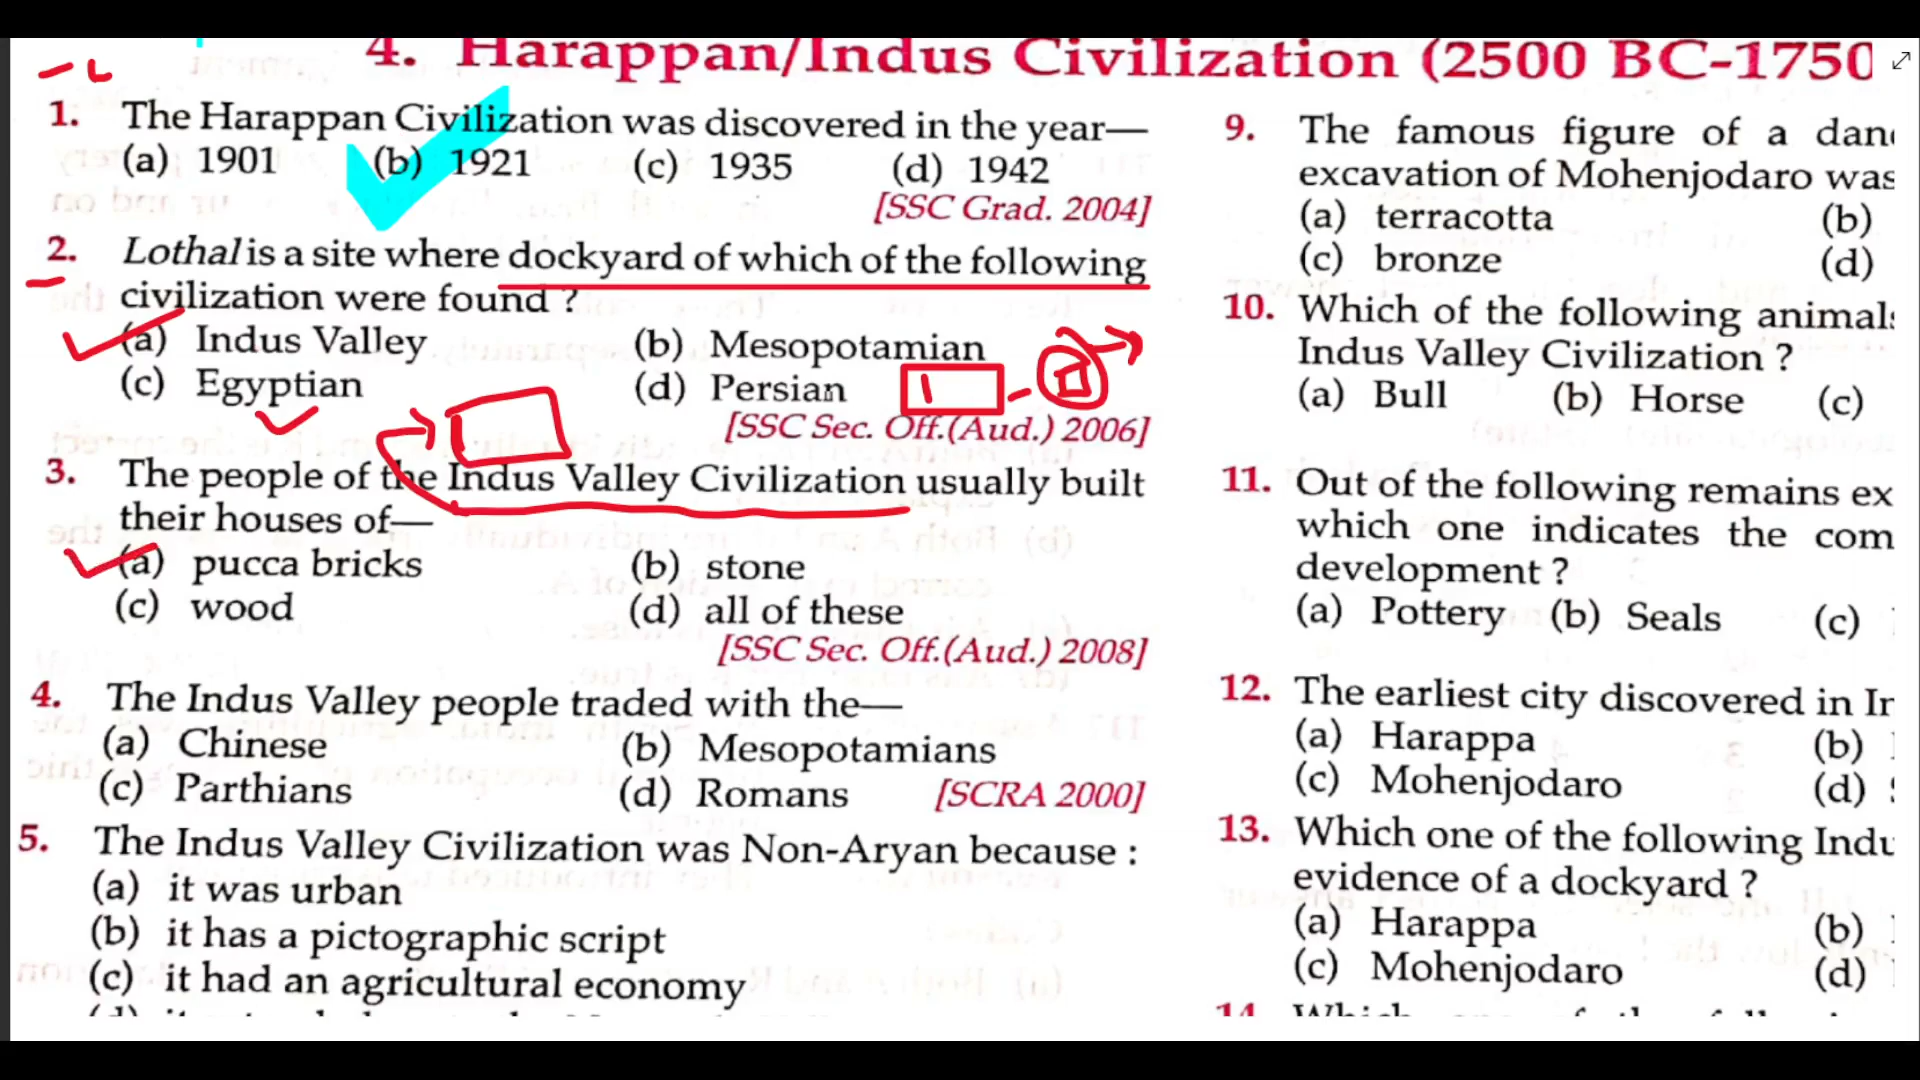 4. Harappan/Indus Civilization (2500 BC-1750
1. The Harappan Civilization was discovered in the year—
(a) 1901 (b) 1921 (c) 1935 (d) 1942
[SSC Grad. 2004]
2. Lothal is a site where dockyard of which of the following
civilization were found ?
(a) Indus Valley (b) Mesopotamian
(c) Egyptian (d) Persian
[SSC Sec. Off.(Aud.) 2006]
3. The people of the Indus Valley Civilization usually built
their houses of—
(a) pucca bricks (b) stone
(c) wood (d) all of these
[SSC Sec. Off.(Aud.) 2008]
4. The Indus Valley people traded with the—
(a) Chinese (b) Mesopotamians
(c) Parthians (d) Romans [SCRA 2000]
5. The Indus Valley Civilization was Non-Aryan because :
(a) it was urban
(b) it has a pictographic script
(c) it had an agricultural economy
9. The famous figure of a
excavation of Mohenjodaro was
(a) terracotta (b)
(c) bronze (d)
10. Which of the following
Indus Valley Civilization ?
(a) Bull (b) Horse (c)
11. Out of the following remains
which one indicates the
development ?
(a) Pottery (b) Seals (c)
12. The earliest city discovered in
(a) Harappa (b)
(c) Mohenjodaro (d)
13. Which one of the following
evidence of a dockyard ?
(a) Harappa (b)
(c) Mohenjodaro (d)